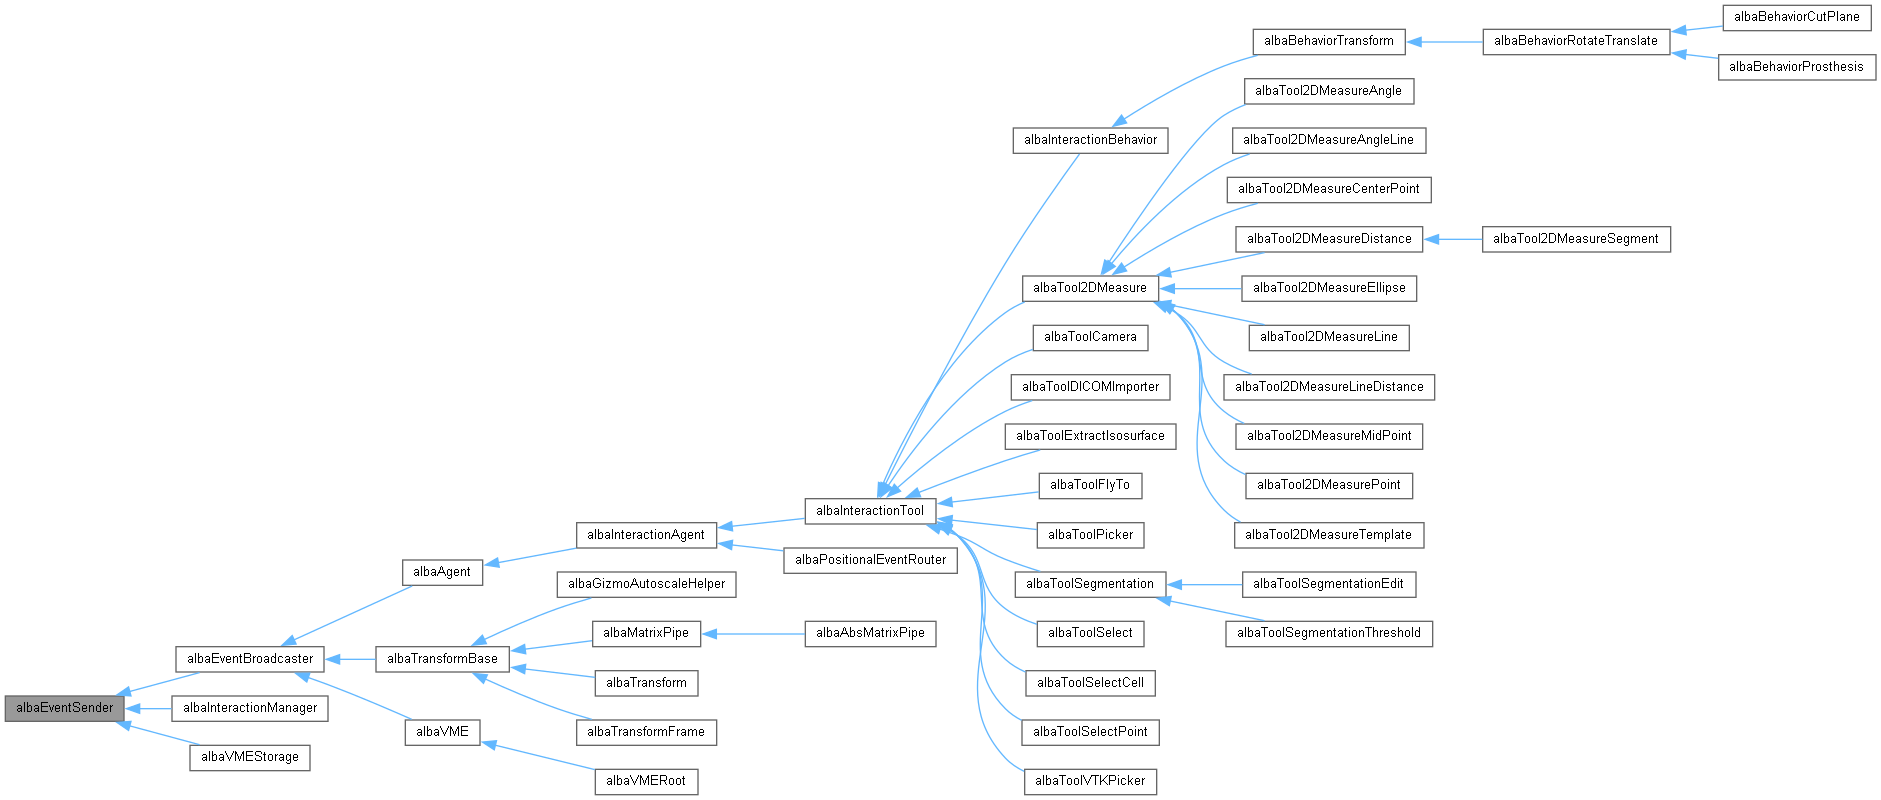 albaBehaviorCutPlane
albaBehaviorTransform
albaBehaviorRotateTranslate
albaBehaviorProsthesis
albaTool2DMeasureAngle
albaInteractionBehavior
albaTool2DMeasureAngleLine
albaTool2DMeasureCenterPoint
albaTool2DMeasureDistance
albaTool2DMeasureSegment
albaTool2DMeasure
albaTool2DMeasureEllipse
albaToolCamera
albaTool2DMeasureLine
albaToolDICOMImporter
albaTool2DMeasureLineDistance
albaToolExtractIsosurface
albaTool2DMeasureMidPoint
albaToolFlyTo
albaTool2DMeasurePoint
albaInteractionTool
albaInteractionAgent
albaToolPicker
albaTool2DMeasureTemplate
albaPositionalEventRouter
albaAgent
albaGizmoAutoscaleHelper
albaToolSegmentation
albaToolSegmentationEdit
albaMatrixPipe
albaAbsMatrixPipe
albaToolSelect
albaToolSegmentationThreshold
albaEventBroadcaster
albaTransformBase
albaTransform
albaToolSelectCell
albaEventSender
albaInteractionManager
albaVME
albaTransformFrame
albaToolSelectPoint
albaVMEStorage
albaVMERoot
albaToolVTKPicker